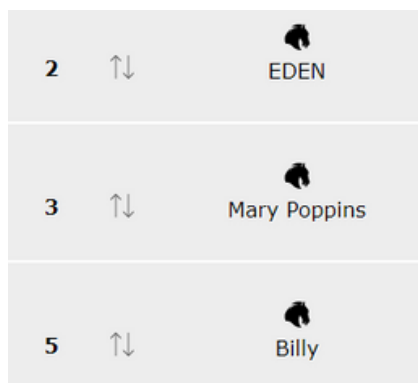 2 ↑↓ EDEN
3 ↑↓ Mary Poppins
5 ↑↓ Billy